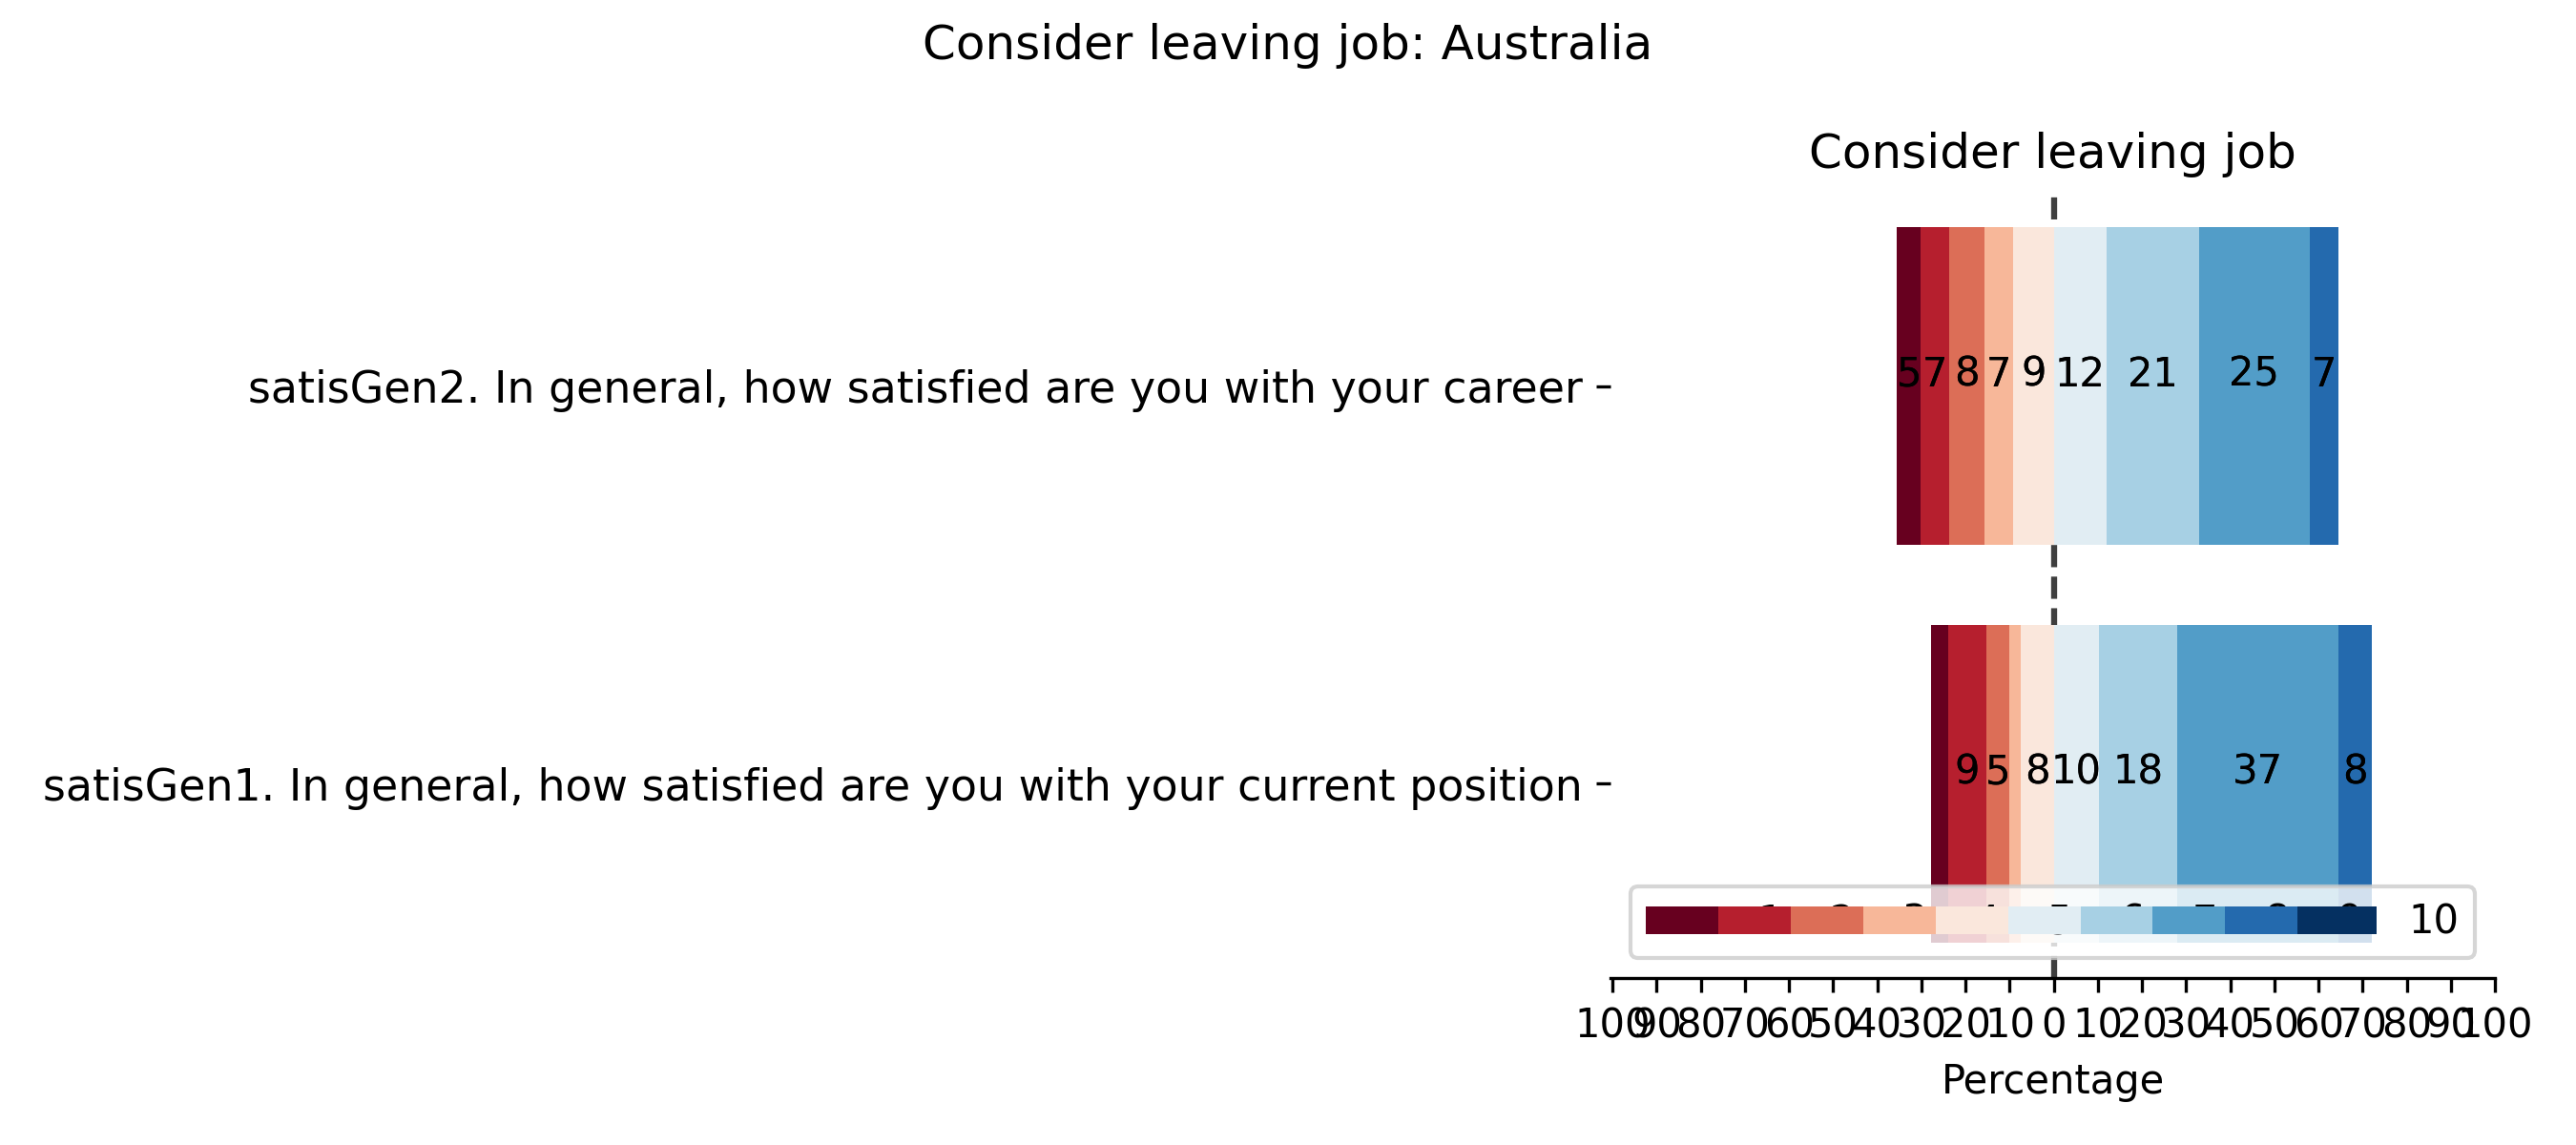 Consider leaving job: Australia
Consider leaving job
satisGen2. In general, how satisfied are you with your career
5 7 8 7 9 12 21 25 7
satisGen1. In general, how satisfied are you with your current position
9 5 8 10 18 37 8
10
100 90 80 70 60 50 40 30 20 10 0 10 20 30 40 50 60 70 80 90 100
Percentage